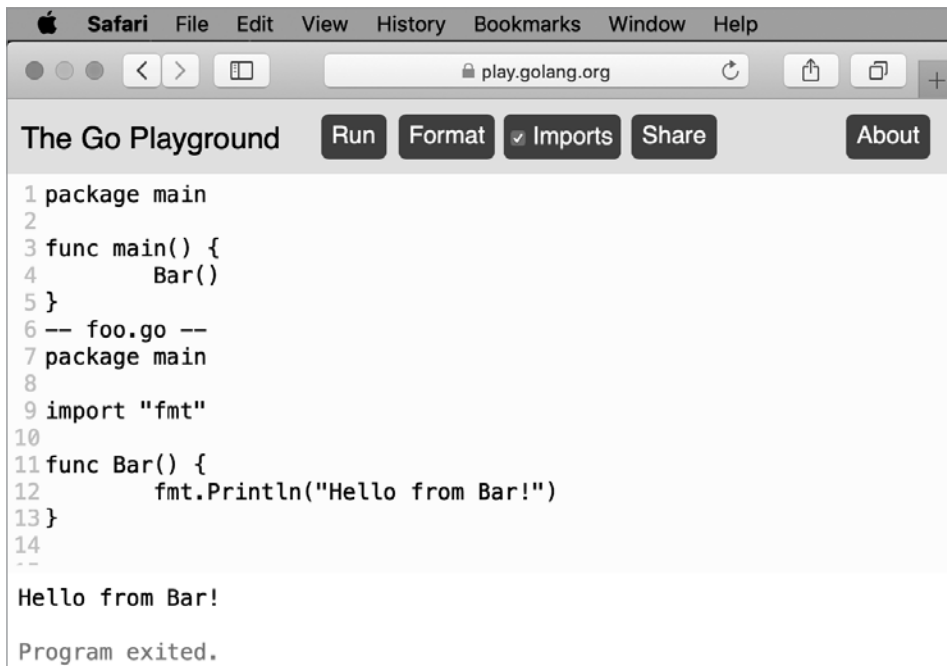 Safari File Edit View History Bookmarks Window Help
play.golang.org
The Go Playground Run Format Imports Share About
1 package main
2
3 func main() {
4         Bar()
5 }
6 -- foo.go --
7 package main
8
9 import "fmt"
10
11 func Bar() {
12         fmt.Println("Hello from Bar!")
13 }
14
Hello from Bar!
Program exited.